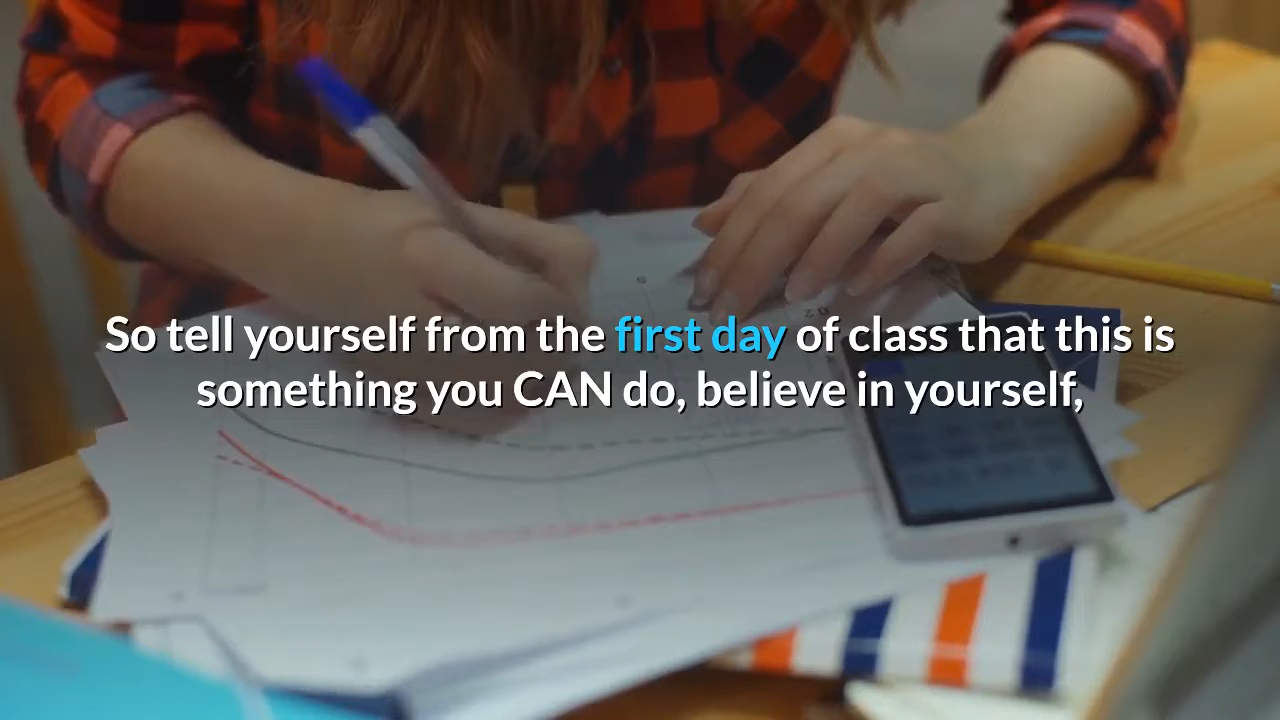 So tell yourself from the first day of class that this is
something you CAN do, believe in yourself,